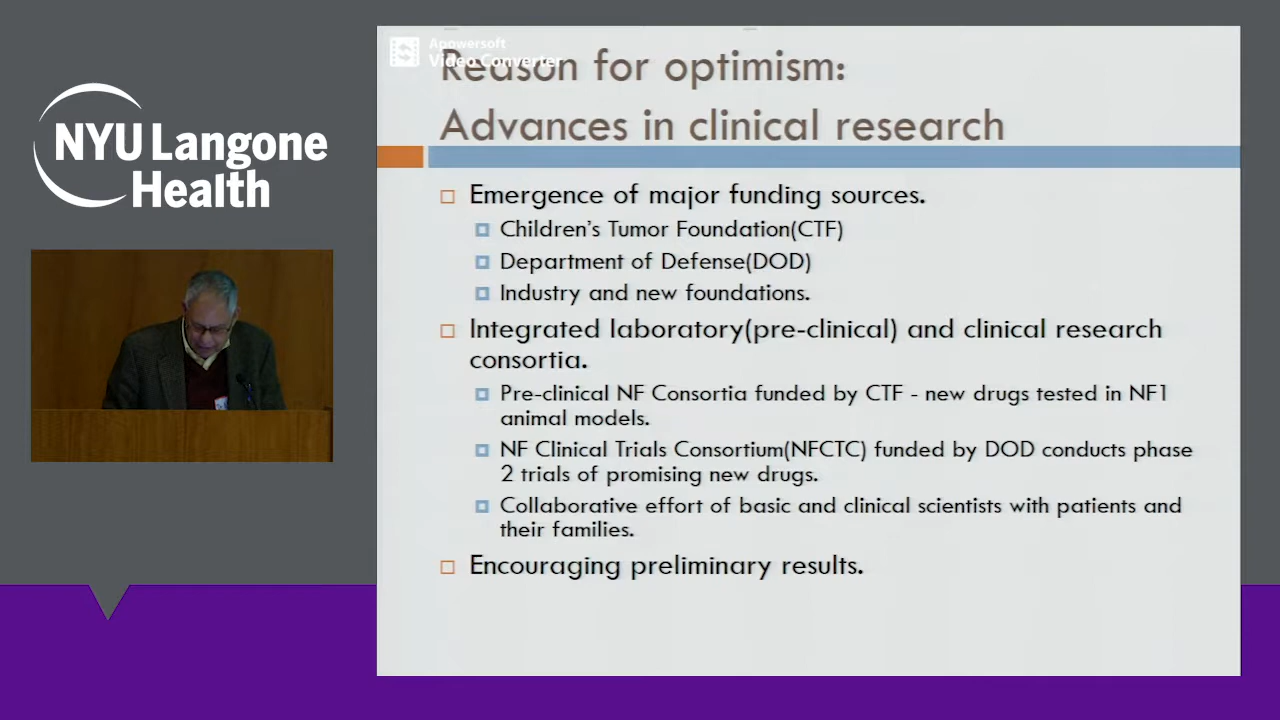 NYU Langone
Health
Apowersoft
Video Converter
Reason for optimism:
Advances in clinical research
Emergence of major funding sources.
Children's Tumor Foundation(CTF)
Department of Defense(DOD)
Industry and new foundations.
Integrated laboratory(pre-clinical) and clinical research
consortia.
Pre-clinical NF Consortia funded by CTF - new drugs tested in NF1
animal models.
NF Clinical Trials Consortium(NFCTC) funded by DOD conducts phase
2 trials of promising new drugs.
Collaborative effort of basic and clinical scientists with patients and
their families.
Encouraging preliminary results.